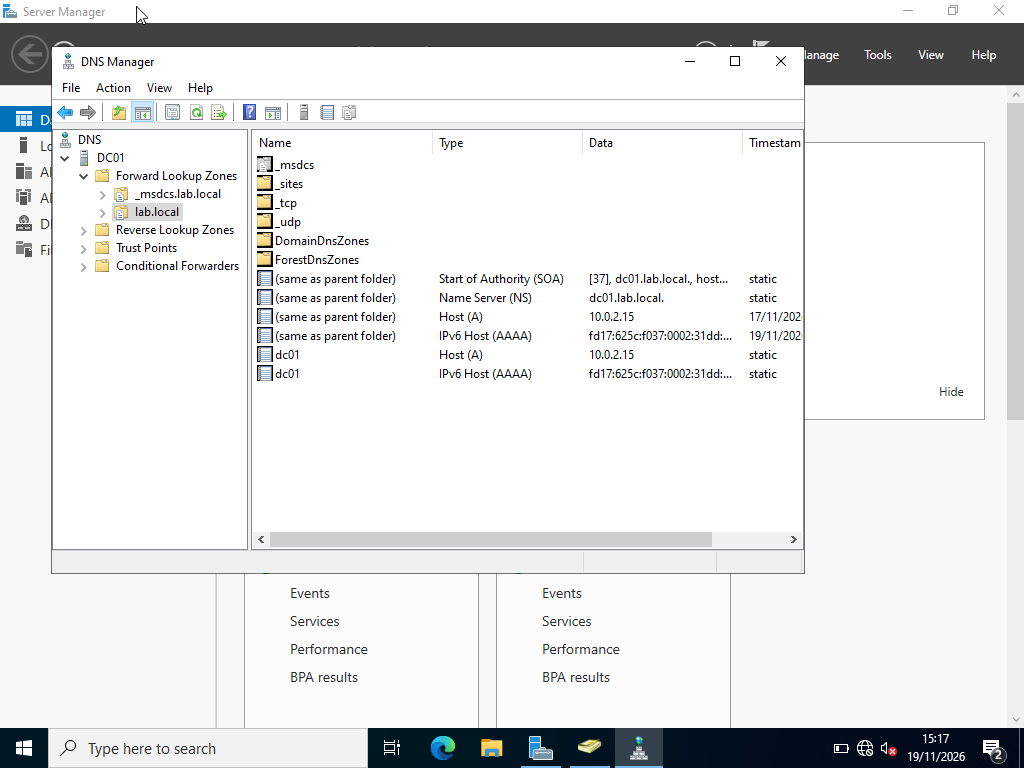 Server Manager
Manage Tools View Help
DNS Manager
File Action View Help
DNS
DC01
Forward Lookup Zones
_msdcs.lab.local
lab.local
Reverse Lookup Zones
Trust Points
Conditional Forwarders
Name Type Data Timestam
_msdcs
_sites
_tcp
_udp
DomainDnsZones
ForestDnsZones
(same as parent folder) Start of Authority (SOA) [37], dc01.lab.local., host... static
(same as parent folder) Name Server (NS) dc01.lab.local. static
(same as parent folder) Host (A) 10.0.2.15 17/11/202
(same as parent folder) IPv6 Host (AAAA) fd17:625c:f037:0002:31dd:... 19/11/202
dc01 Host (A) 10.0.2.15 static
dc01 IPv6 Host (AAAA) fd17:625c:f037:0002:31dd:... static
Hide
Events Events
Services Services
Performance Performance
BPA results BPA results
Type here to search
15:17
19/11/2026
2